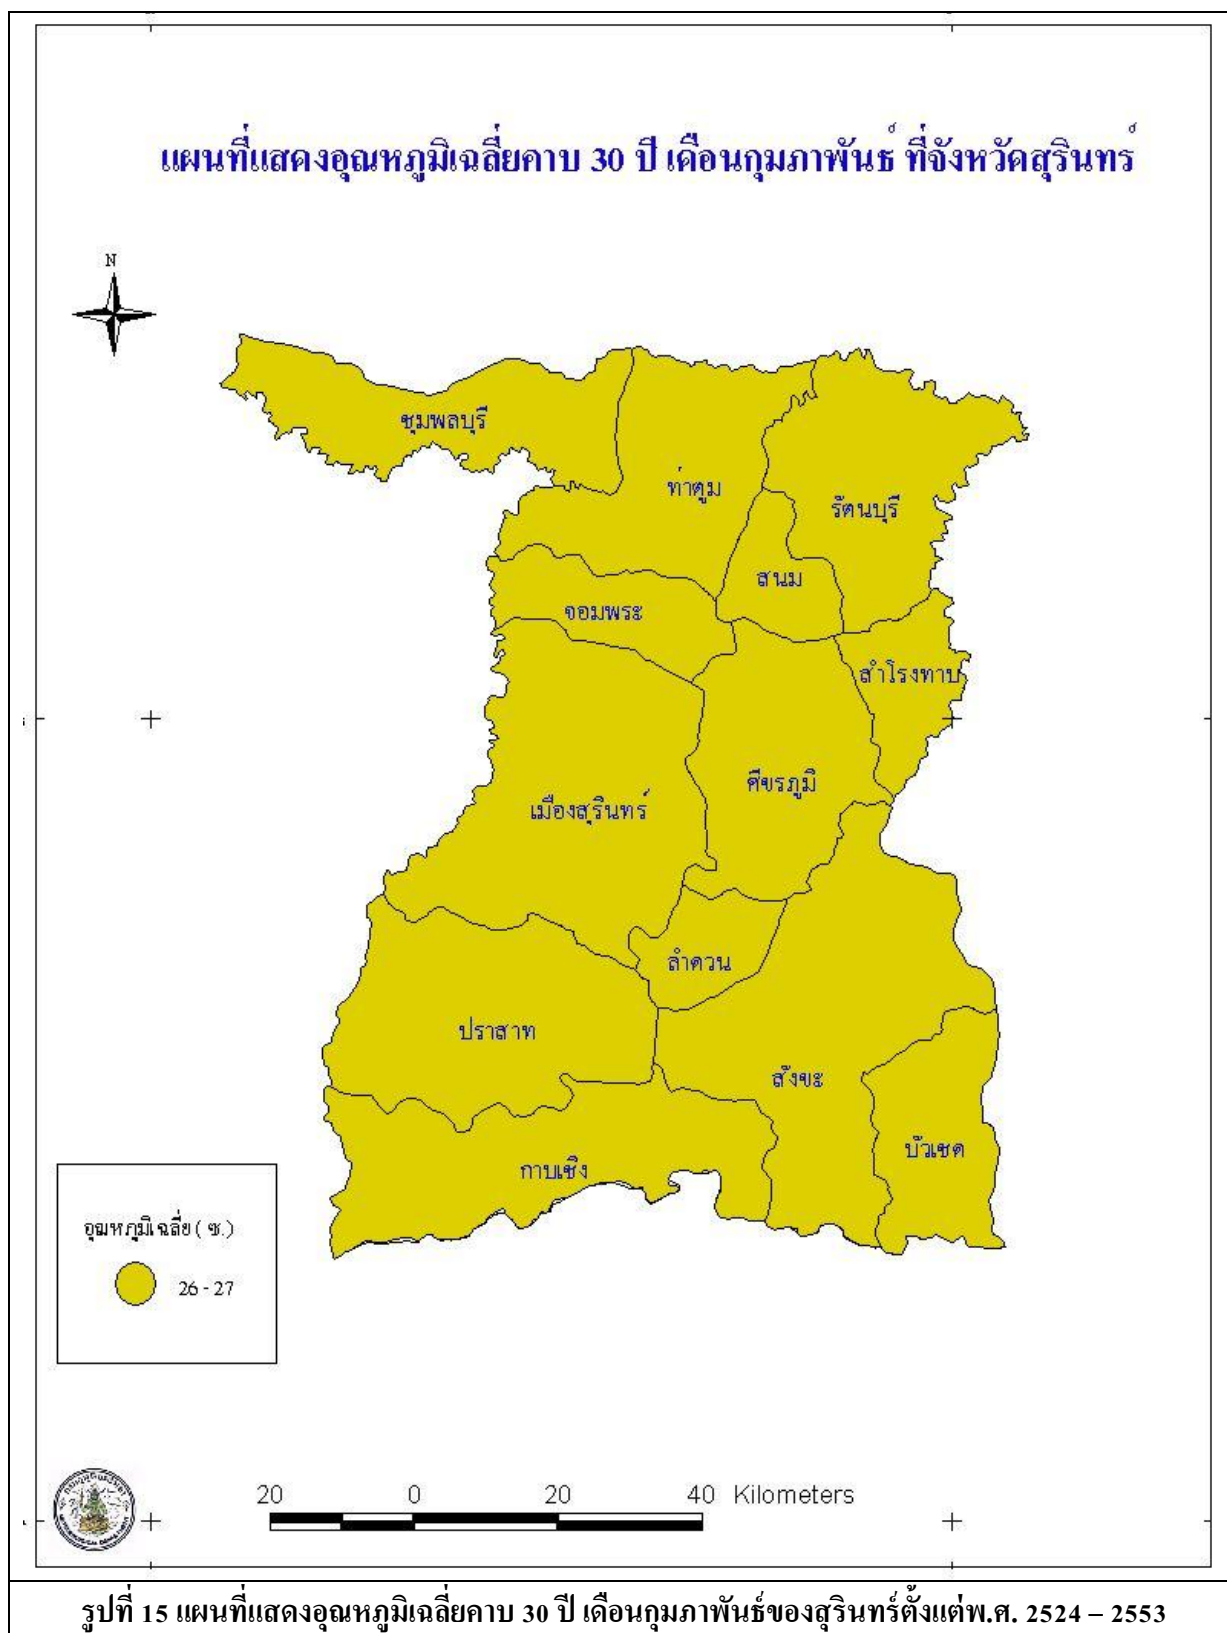 แผนที่แสดงอุณหภูมิเฉลี่ยคาบ 30 ปี เดือนกุมภาพันธ์ ที่จังหวัดสุรินทร์
N
ชุมพลบุรี
ท่าตูม
รัตนบุรี
สนม
จอมพระ
สำโรงทาบ
ศีขรภูมิ
เมืองสุรินทร์
ลำดวน
ปราสาท
สังขะ
บัวเชด
กาบเชิง
อุณหภูมิเฉลี่ย ( ซ.)
26 - 27
20 0 20 40 Kilometers
รูปที่ 15 แผนที่แสดงอุณหภูมิเฉลี่ยคาบ 30 ปี เดือนกุมภาพันธ์ของสุรินทร์ตั้งแต่พ.ศ. 2524 – 2553